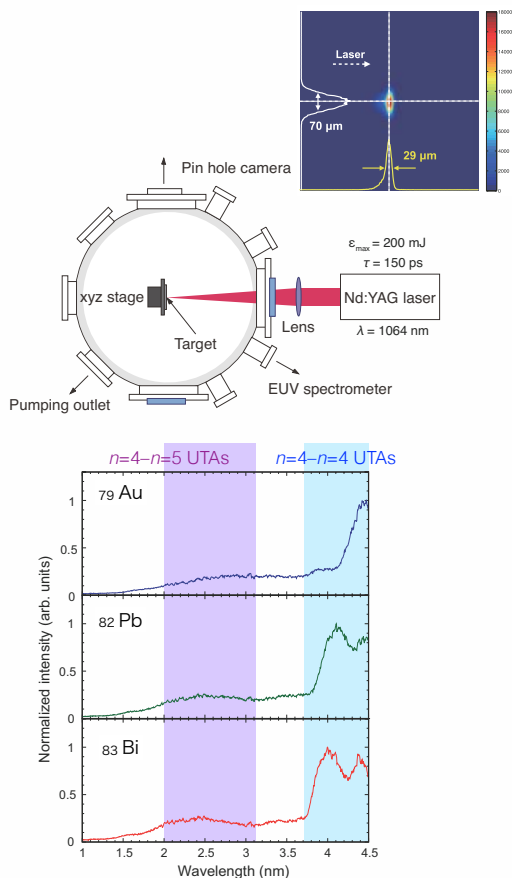 Laser
70 µm
29 µm
18000
16000
14000
12000
10000
8000
6000
4000
2000
0
Pin hole camera
εmax = 200 mJ
τ = 150 ps
xyz stage
Nd:YAG laser
Lens
λ = 1064 nm
Target
EUV spectrometer
Pumping outlet
n=4–n=5 UTAs
n=4–n=4 UTAs
79 Au
1
0.5
0
82 Pb
1
0.5
0
83 Bi
1
0.5
0
Normalized intensity (arb. units)
1 1.5 2 2.5 3 3.5 4 4.5
Wavelength (nm)